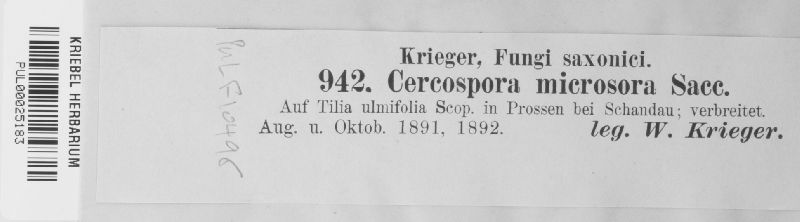 KRIEBEL HERBARIUM
PUL00025183
PUL F10496
Krieger, Fungi saxonici.
942. Cercospora microsora Sacc.
Auf Tilia ulmifolia Scop. in Prossen bei Schandau; verbreitet.
Aug. u. Oktob. 1891, 1892.
leg. W. Krieger.